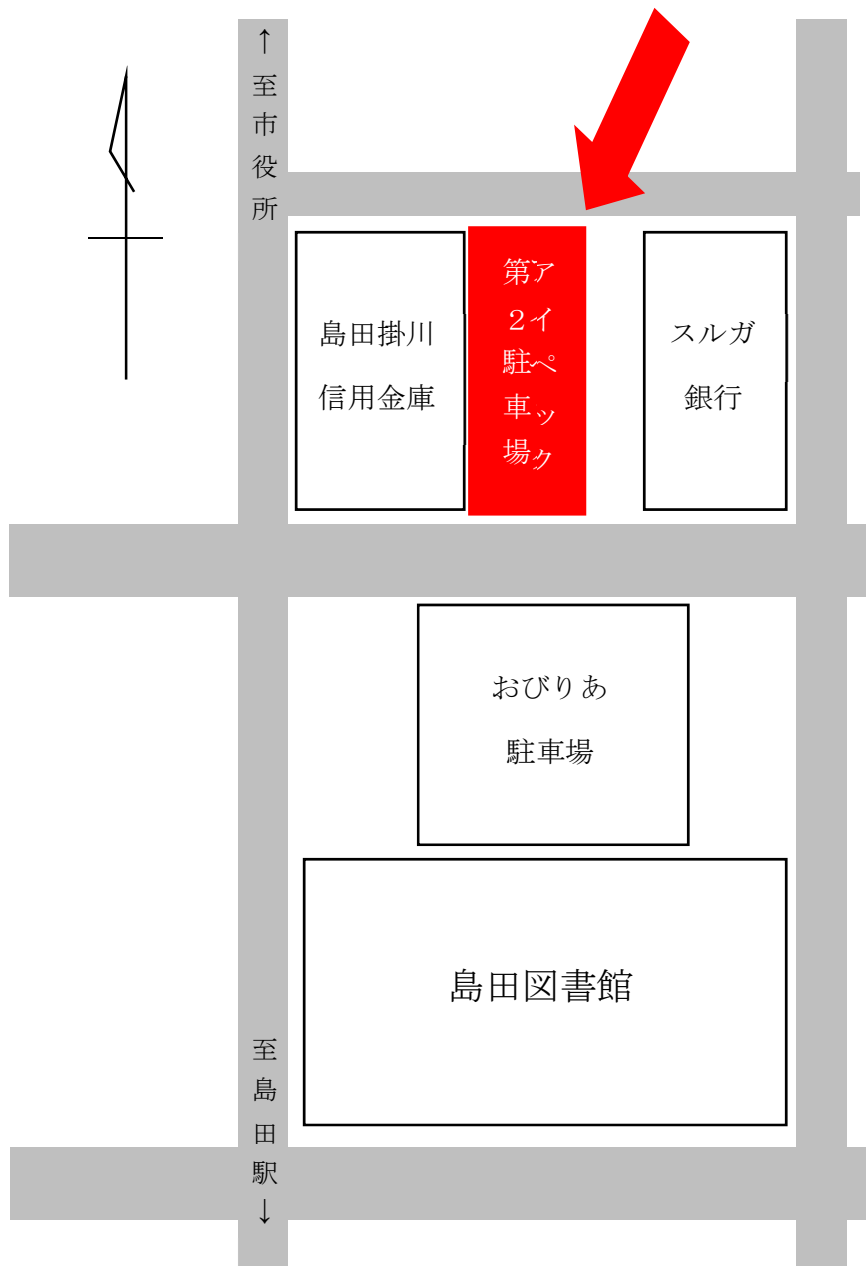 ↑至市役所
島田掛川
信用金庫
アイペック
第２駐車場
スルガ
銀行
おびりあ
駐車場
島田図書館
至島田駅↓